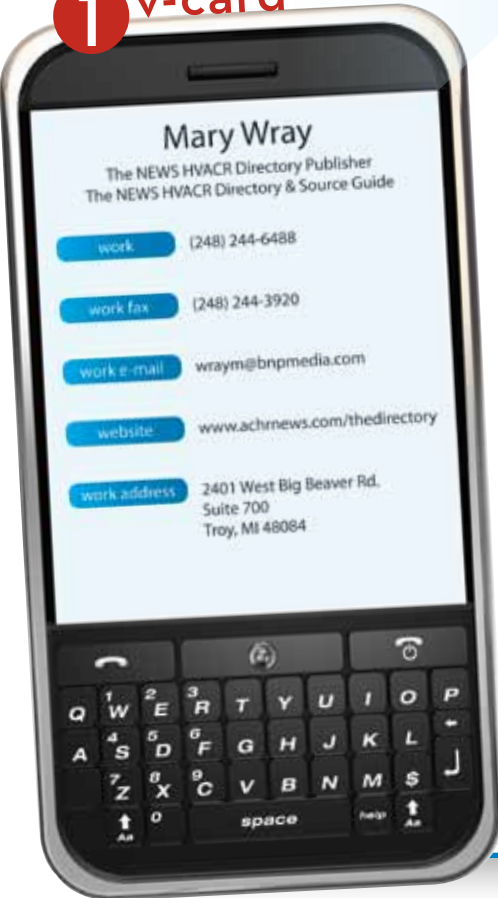 1 v-card
Mary Wray
The NEWS HVACR Directory Publisher
The NEWS HVACR Directory & Source Guide
work (248) 244-6488
work fax (248) 244-3920
work e-mail wraym@bnpmedia.com
website www.achrnews.com/thedirectory
work address 2401 West Big Beaver Rd.
Suite 700
Troy, MI 48084
Q 1 W 2 E 3 R T Y U I O P
A 4 S 5 D 6 F G H J K L
7 Z 8 X 9 C V B N M $
Aa 0 space help Aa